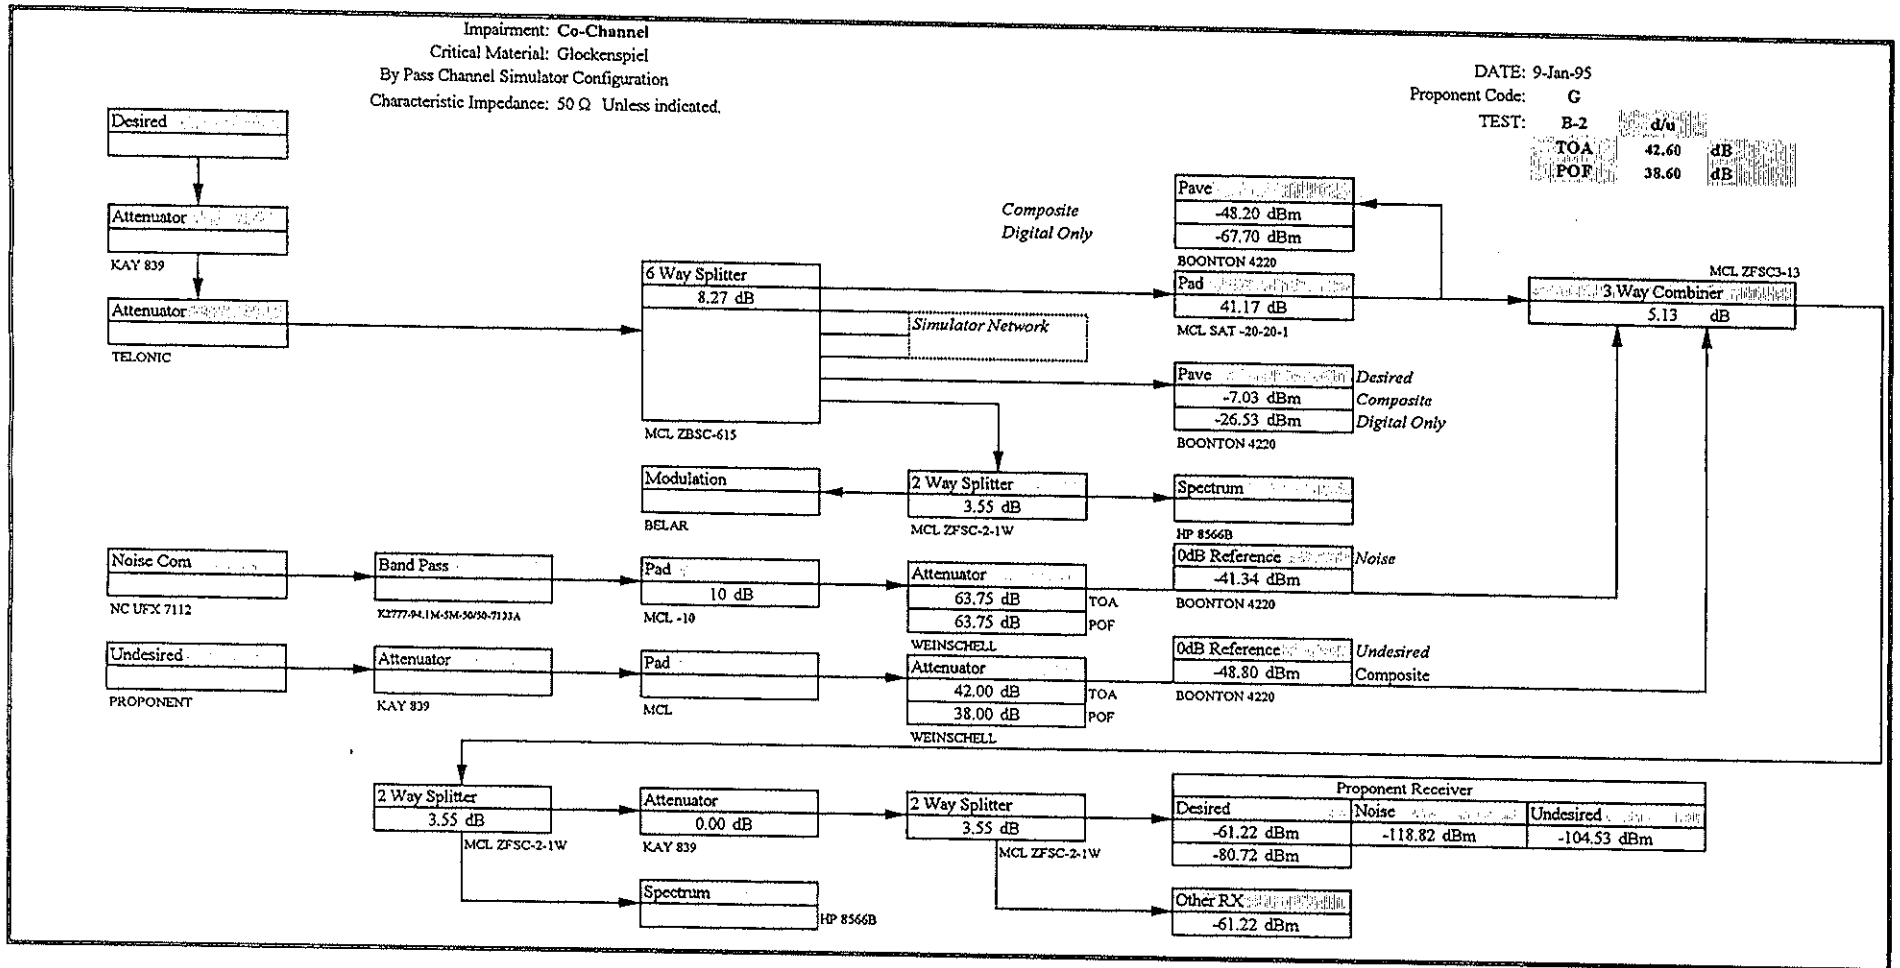 Impairment: Co-Channel
Critical Material: Glockenspiel
By Pass Channel Simulator Configuration
Characteristic Impedance: 50 Ω Unless indicated.
DATE: 9-Jan-95
Proponent Code: G
TEST: B-2 d/u
TOA 42.60 dB
POF 38.60 dB
Desired
Attenuator
KAY 839
Attenuator
TELONIC
6 Way Splitter
8.27 dB
MCL ZBSC-615
Simulator Network
Composite
Digital Only
Pave
-48.20 dBm
-67.70 dBm
BOONTON 4220
Pad
41.17 dB
MCL SAT -20-20-1
MCL ZFSC3-13
3 Way Combiner
5.13 dB
Pave Desired
-7.03 dBm Composite
-26.53 dBm Digital Only
BOONTON 4220
Modulation
BELAR
2 Way Splitter
3.55 dB
MCL ZFSC-2-1W
Spectrum
HP 8566B
Noise Com
NC UFX 7112
Band Pass
K2777-94.1M-5M-50/50-7133A
Pad
10 dB
MCL -10
Attenuator
63.75 dB TOA
63.75 dB POF
WEINSCHELL
0dB Reference Noise
-41.34 dBm
BOONTON 4220
Undesired
PROPONENT
Attenuator
KAY 839
Pad
MCL
Attenuator
42.00 dB TOA
38.00 dB POF
WEINSCHELL
0dB Reference Undesired
-48.80 dBm Composite
BOONTON 4220
2 Way Splitter
3.55 dB
MCL ZFSC-2-1W
Attenuator
0.00 dB
KAY 839
2 Way Splitter
3.55 dB
MCL ZFSC-2-1W
Proponent Receiver
Desired Noise Undesired
-61.22 dBm -118.82 dBm -104.53 dBm
-80.72 dBm
Spectrum
HP 8566B
Other RX
-61.22 dBm